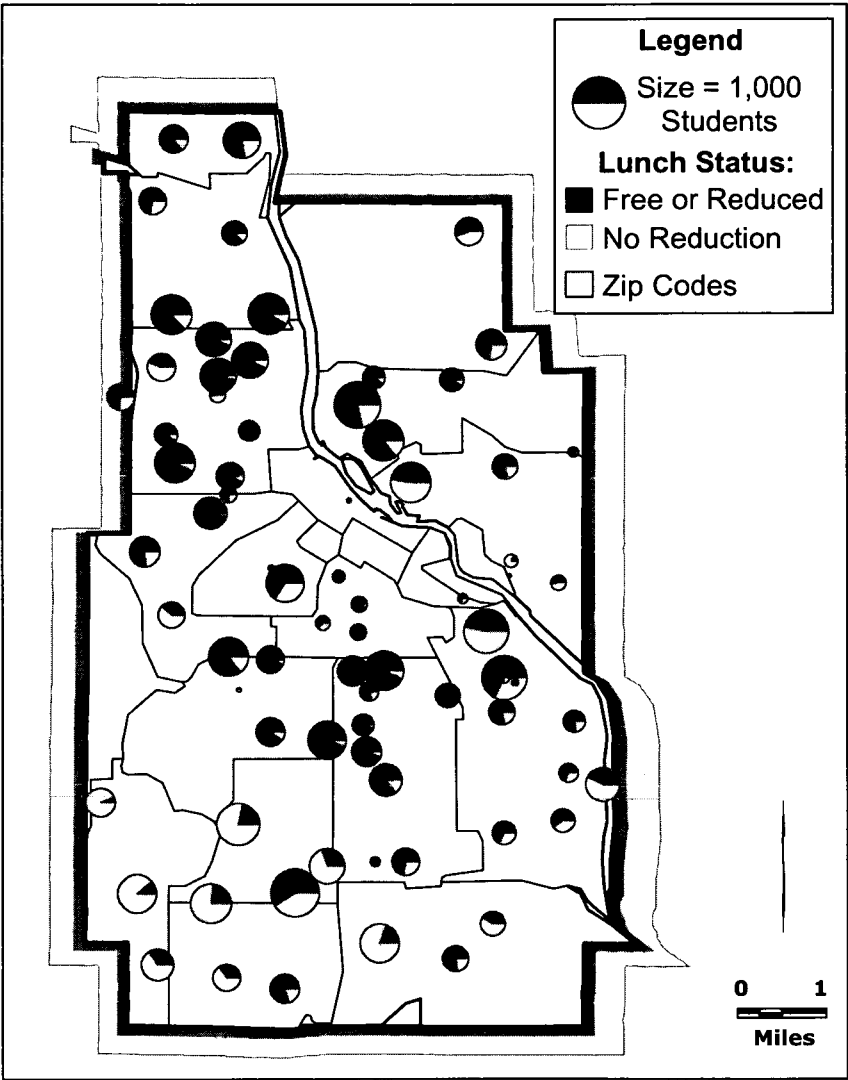 Legend
Size = 1,000
Students
Lunch Status:
Free or Reduced
No Reduction
Zip Codes
0 1
Miles